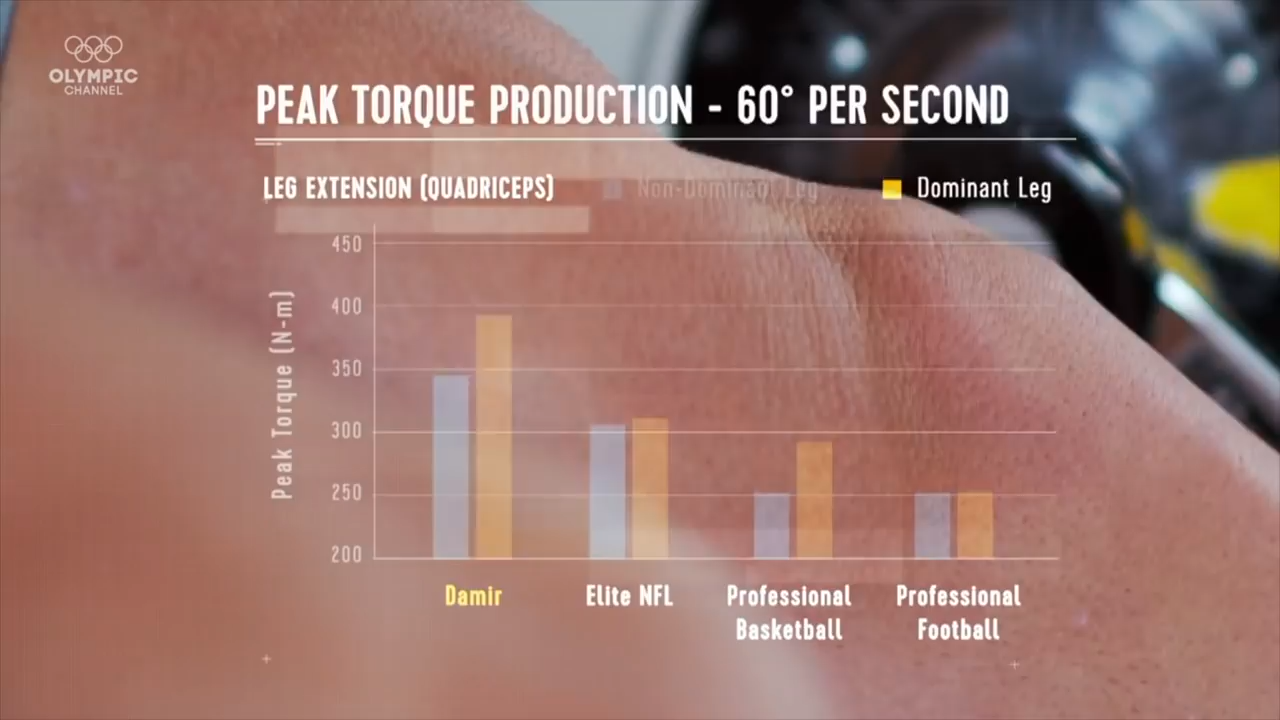 OLYMPIC
CHANNEL
PEAK TORQUE PRODUCTION - 60° PER SECOND
LEG EXTENSION (QUADRICEPS)
Non-Dominant Leg
Dominant Leg
Peak Torque (N-m)
450
400
350
300
250
200
Damir
Elite NFL
Professional
Basketball
Professional
Football